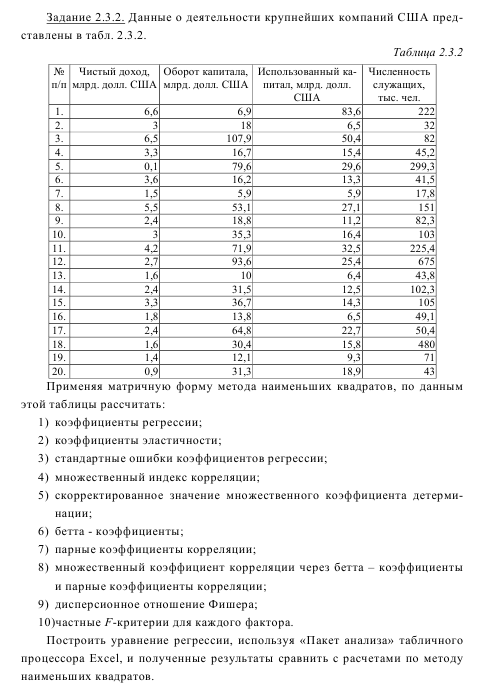 Задание 2.3.2. Данные о деятельности крупнейших компаний США пред-
ставлены в табл. 2.3.2.
Таблица 2.3.2
№ Чистый доход, Оборот капитала, Использованный ка- Численность
п/п млрд. долл. США млрд. долл. США питал, млрд. долл. служащих,
США тыс. чел.
1. 6,6 6,9 83,6 222
2. 3 18 6,5 32
3. 6,5 107,9 50,4 82
4. 3,3 16,7 15,4 45,2
5. 0,1 79,6 29,6 299,3
6. 3,6 16,2 13,3 41,5
7. 1,5 5,9 5,9 17,8
8. 5,5 53,1 27,1 151
9. 2,4 18,8 11,2 82,3
10. 3 35,3 16,4 103
11. 4,2 71,9 32,5 225,4
12. 2,7 93,6 25,4 675
13. 1,6 10 6,4 43,8
14. 2,4 31,5 12,5 102,3
15. 3,3 36,7 14,3 105
16. 1,8 13,8 6,5 49,1
17. 2,4 64,8 22,7 50,4
18. 1,6 30,4 15,8 480
19. 1,4 12,1 9,3 71
20. 0,9 31,3 18,9 43
Применяя матричную форму метода наименьших квадратов, по данным
этой таблицы рассчитать:
1) коэффициенты регрессии;
2) коэффициенты эластичности;
3) стандартные ошибки коэффициентов регрессии;
4) множественный индекс корреляции;
5) скорректированное значение множественного коэффициента детерми-
нации;
6) бетта - коэффициенты;
7) парные коэффициенты корреляции;
8) множественный коэффициент корреляции через бетта – коэффициенты
и парные коэффициенты корреляции;
9) дисперсионное отношение Фишера;
10)частные F-критерии для каждого фактора.
Построить уравнение регрессии, используя «Пакет анализа» табличного
процессора Excel, и полученные результаты сравнить с расчетами по методу
наименьших квадратов.